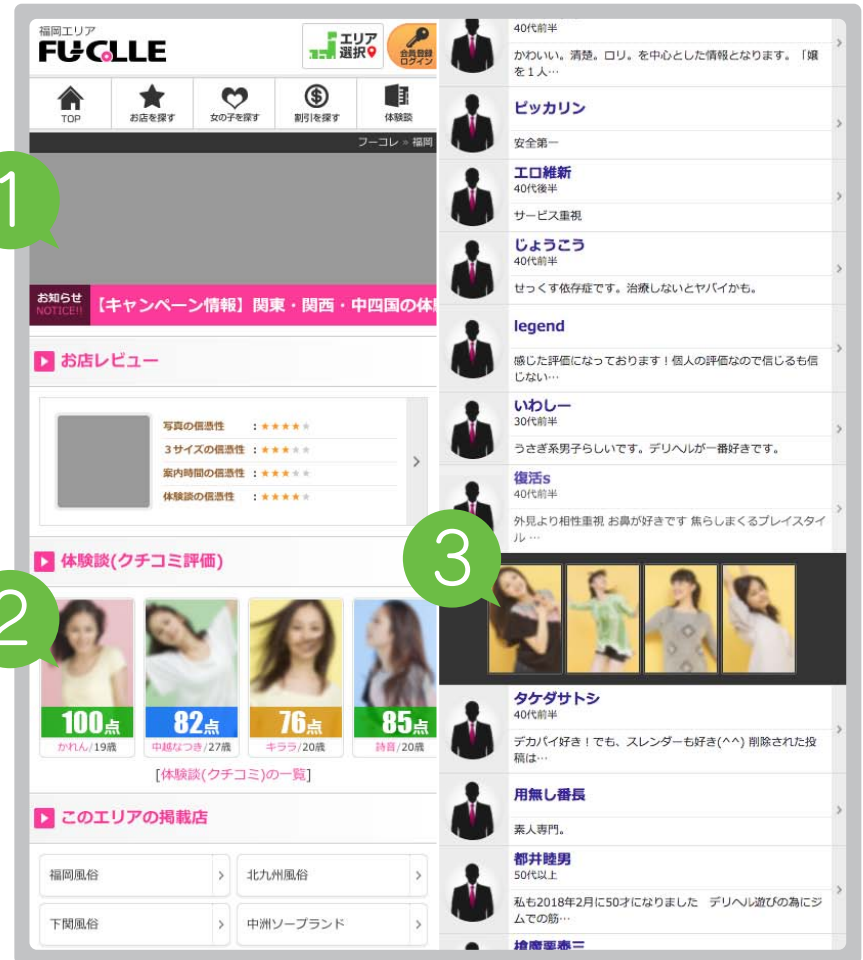 福岡エリア
FUCOLLE
エリア
選択
会員登録
ログイン
TOP
お店を探す
女の子を探す
割引を探す
体験談
フーコレ » 福岡
1
お知らせ
NOTICE!!
【キャンペーン情報】関東・関西・中四国の体
お店レビュー
写真の信憑性 : ★★★★★
3サイズの信憑性 : ★★★★★
案内時間の信憑性 : ★★★★★
体験談の信憑性 : ★★★★★
体験談(クチコミ評価)
2
100点
かれん/19歳
82点
中越なつき/27歳
76点
キララ/20歳
85点
詩音/20歳
[体験談(クチコミ)の一覧]
このエリアの掲載店
福岡風俗
北九州風俗
下関風俗
中洲ソープランド
40代前半
かわいい。清楚。ロリ。を中心とした情報となります。「嬢
を１人…
ピッカリン
安全第一
エロ維新
40代後半
サービス重視
じょうこう
40代前半
せっくす依存症です。治療しないとヤバイかも。
legend
感じた評価になっております！個人の評価なので信じるも信
じない…
いわしー
30代前半
うさぎ系男子らしいです。デリヘルが一番好きです。
復活s
40代前半
外見より相性重視 お鼻が好きです 焦らしまくるプレイスタイ
ル …
3
タケダサトシ
40代前半
デカパイ好き！でも、スレンダーも好き(^^) 削除された投
稿は…
用無し番長
素人専門。
都井睦男
50代以上
私も2018年2月に50才になりました　デリヘル遊びの為にジ
ムでの筋…